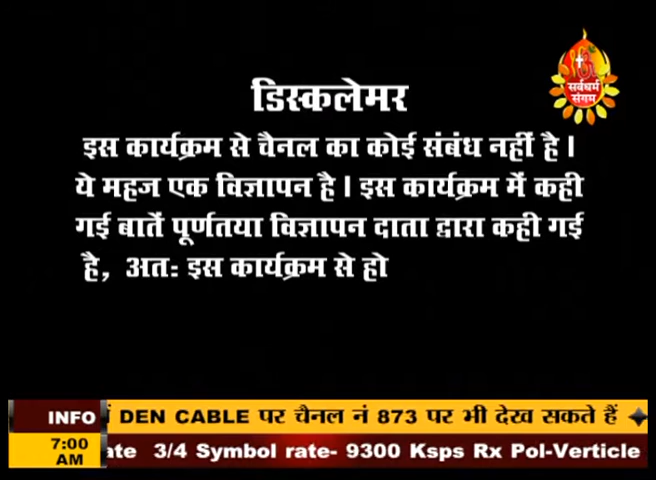 सर्वधर्म
संगम
डिस्कलेमर
इस कार्यक्रम से चैनल का कोई संबंध नहीं है।
ये महज एक विज्ञापन है। इस कार्यक्रम में कही
गई बातें पूर्णतया विज्ञापन दाता द्वारा कही गई
है, अतः इस कार्यक्रम से हो
INFO DEN CABLE पर चैनल नं 873 पर भी देख सकते हैं
7:00 AM 3/4 Symbol rate- 9300 Ksps Rx Pol-Verticle